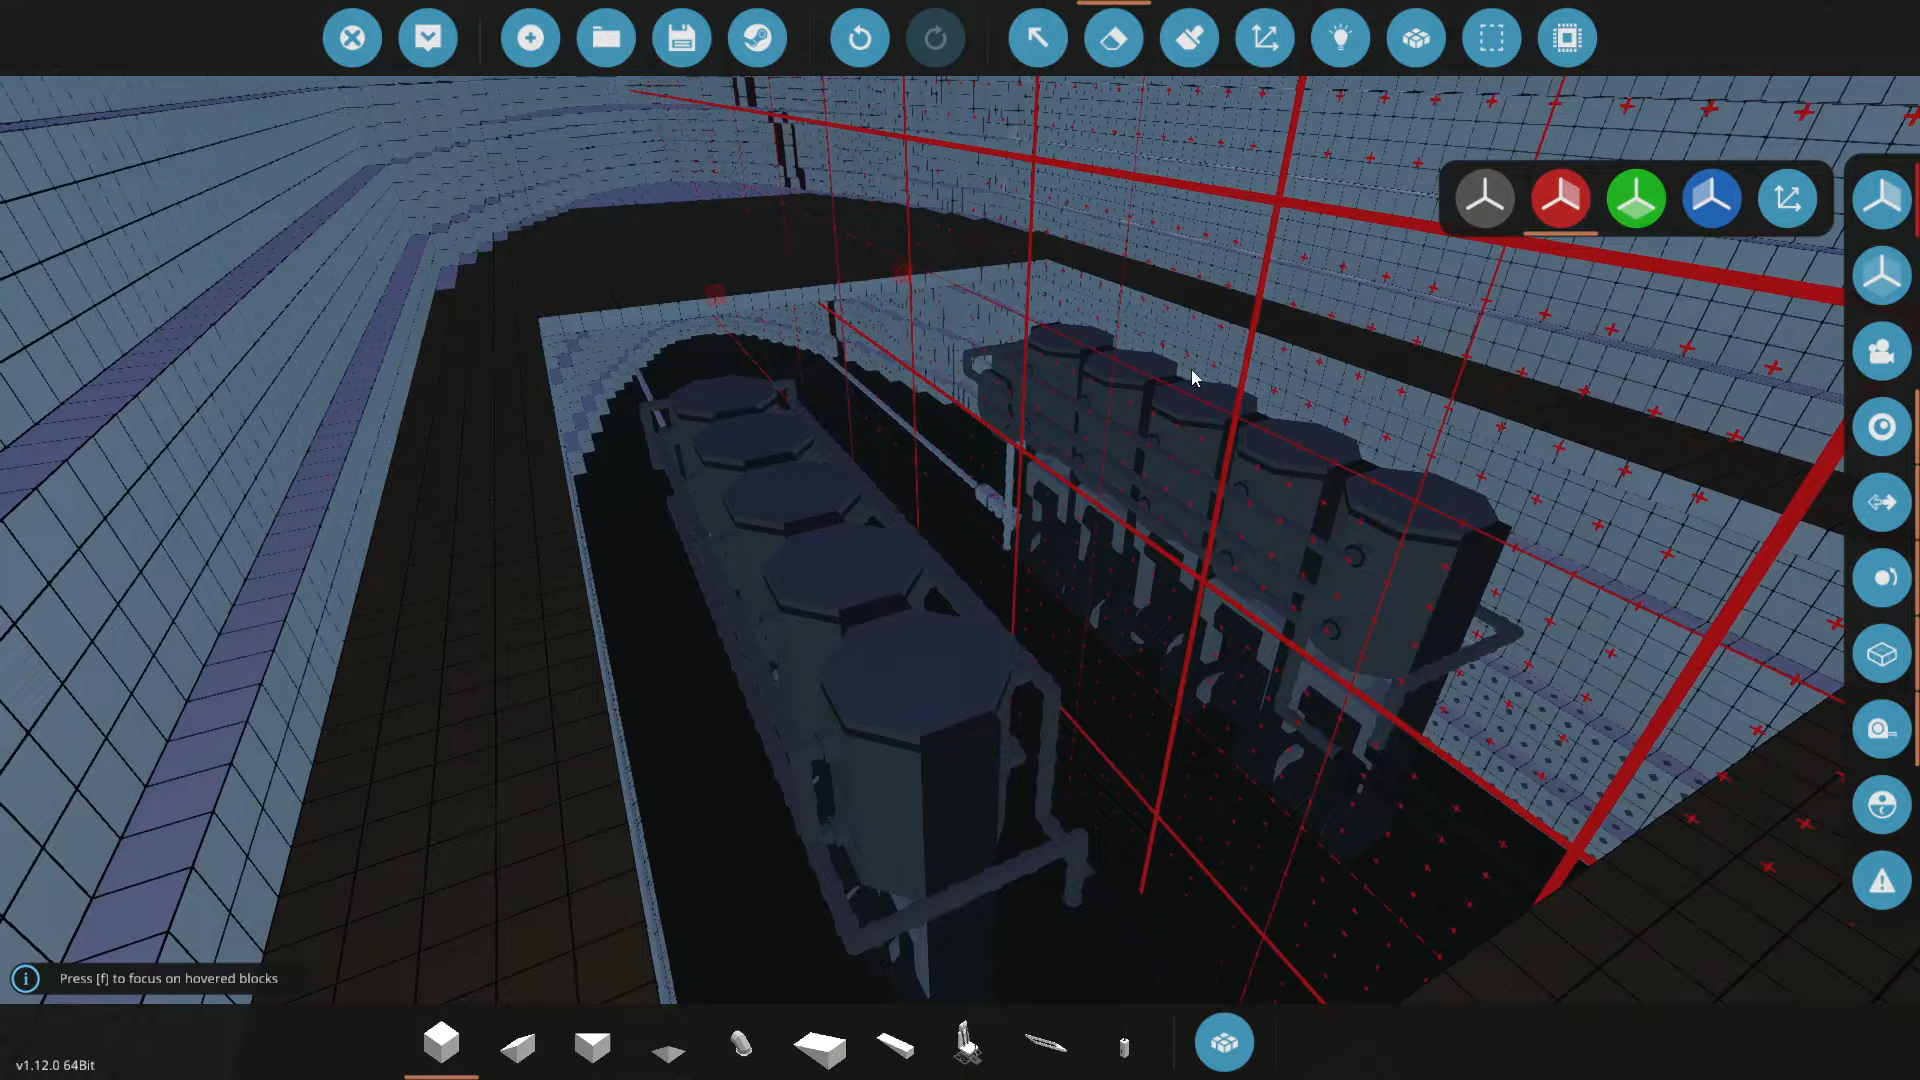 Press [f] to focus on hovered blocks
v1.12.0 64Bit